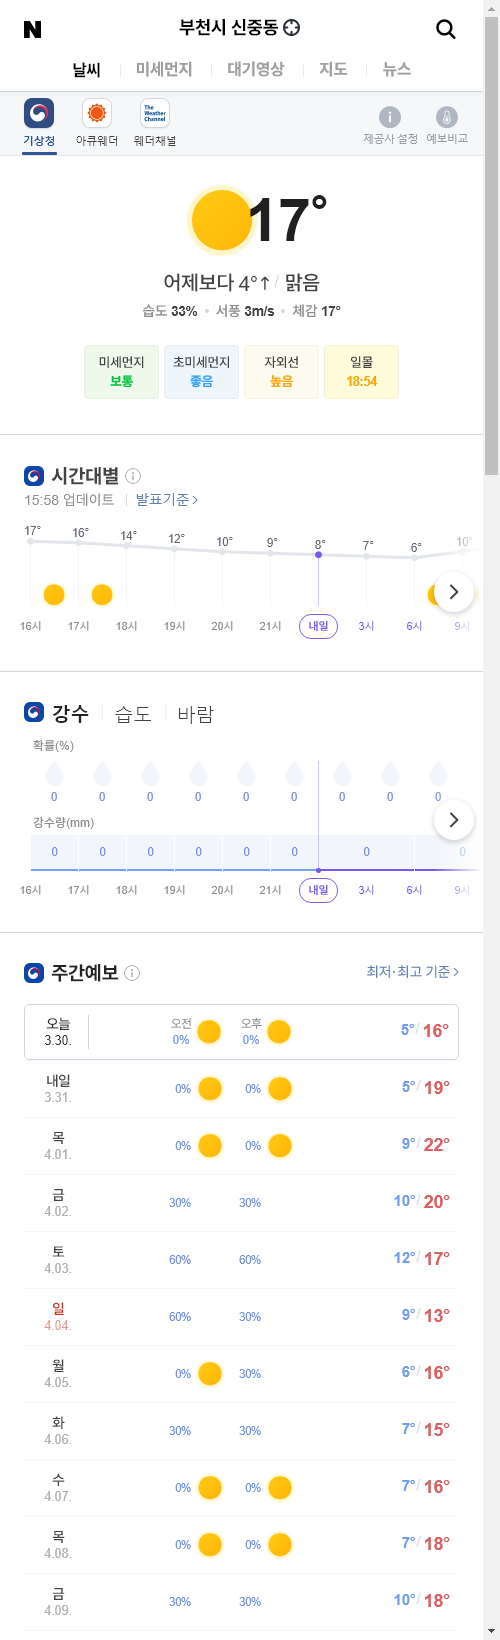 N
부천시 신중동
날씨 미세먼지 대기영상 지도 뉴스
The Weather Channel
기상청 아큐웨더 웨더채널 제공사 설정 예보비교
17°
어제보다 4°↑ / 맑음
습도 33% 서풍 3m/s 체감 17°
미세먼지 초미세먼지 자외선 일몰
보통 좋음 높음 18:54
시간대별
15:58 업데이트 발표기준 >
17° 16° 14° 12° 10° 9° 8° 7° 6° 10°
16시 17시 18시 19시 20시 21시 내일 3시 6시 9시
강수 습도 바람
확률(%)
0 0 0 0 0 0 0 0 0
강수량(mm)
0 0 0 0 0 0 0 0
16시 17시 18시 19시 20시 21시 내일 3시 6시 9시
주간예보 최저·최고 기준 >
오늘 3.30. 오전 0% 오후 0% 5°/ 16°
내일 3.31. 0% 0% 5°/ 19°
목 4.01. 0% 0% 9°/ 22°
금 4.02. 30% 30% 10°/ 20°
토 4.03. 60% 60% 12°/ 17°
일 4.04. 60% 30% 9°/ 13°
월 4.05. 0% 30% 6°/ 16°
화 4.06. 30% 30% 7°/ 15°
수 4.07. 0% 0% 7°/ 16°
목 4.08. 0% 0% 7°/ 18°
금 4.09. 30% 30% 10°/ 18°